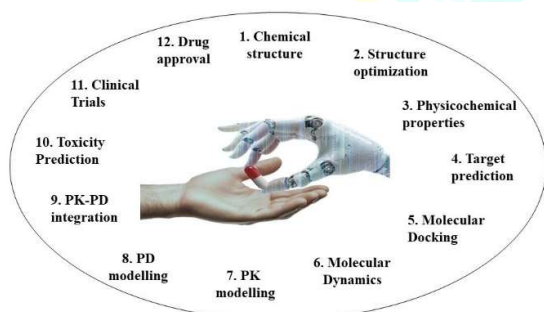 1. Chemical
structure
2. Structure
optimization
3. Physicochemical
properties
4. Target
prediction
5. Molecular
Docking
6. Molecular
Dynamics
7. PK
modelling
8. PD
modelling
9. PK-PD
integration
10. Toxicity
Prediction
11. Clinical
Trials
12. Drug
approval